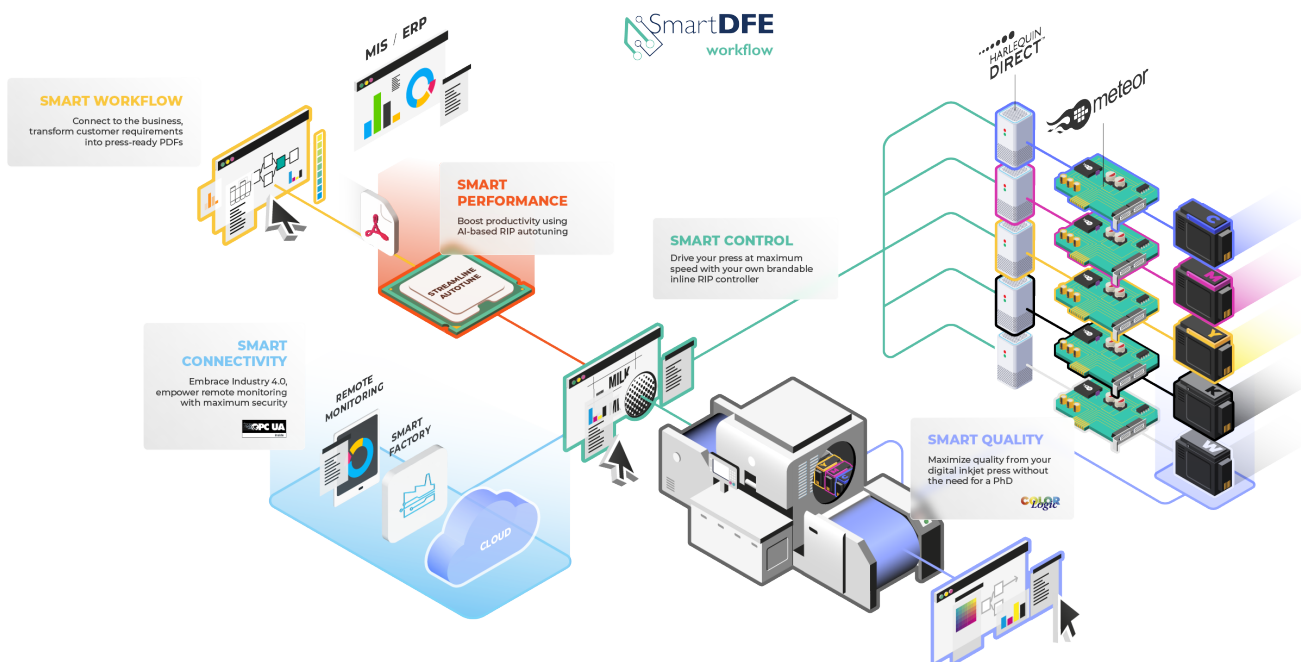 SmartDFE
workflow
MIS / ERP
HARLEQUIN
DIRECT
meteor
SMART WORKFLOW
Connect to the business,
transform customer requirements
into press-ready PDFs
SMART
PERFORMANCE
Boost productivity using
AI-based RIP autotuning
STREAMLINE
AUTOTUNE
SMART CONTROL
Drive your press at maximum
speed with your own brandable
inline RIP controller
SMART
CONNECTIVITY
Embrace Industry 4.0,
empower remote monitoring
with maximum security
OPC UA
REMOTE
MONITORING
SMART
FACTORY
CLOUD
MILK
C
M
Y
K
W
SMART QUALITY
Maximize quality from your
digital inkjet press without
the need for a PhD
COLOR
Logic